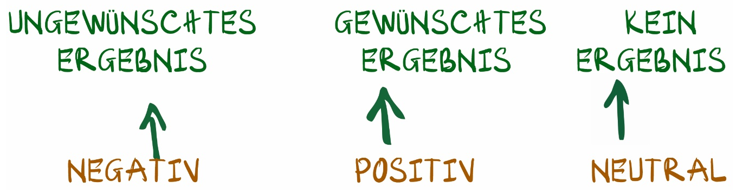 UNGEWÜNSCHTES
ERGEBNIS
GEWÜNSCHTES
ERGEBNIS
KEIN
ERGEBNIS
NEGATIV
POSITIV
NEUTRAL